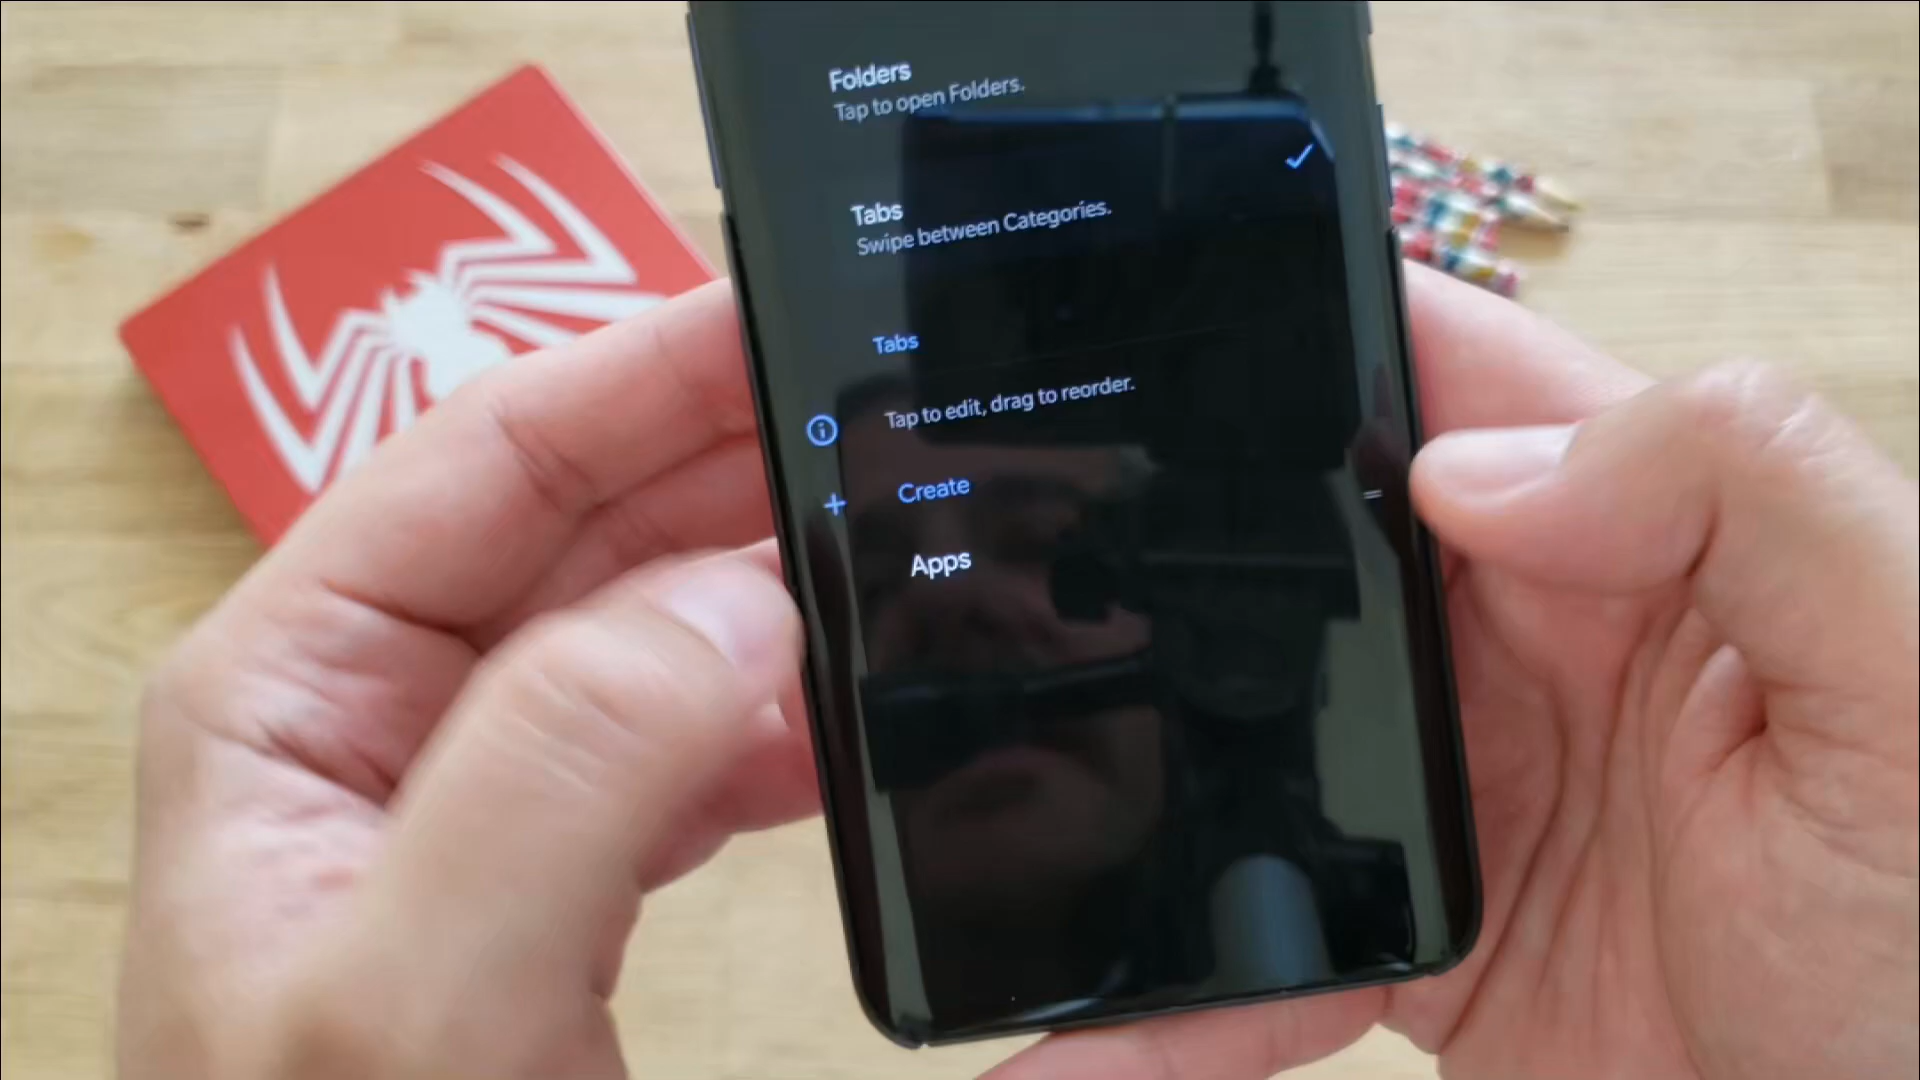 Folders
Tap to open Folders.
Tabs
Swipe between Categories.
Tabs
Tap to edit, drag to reorder.
Create
Apps